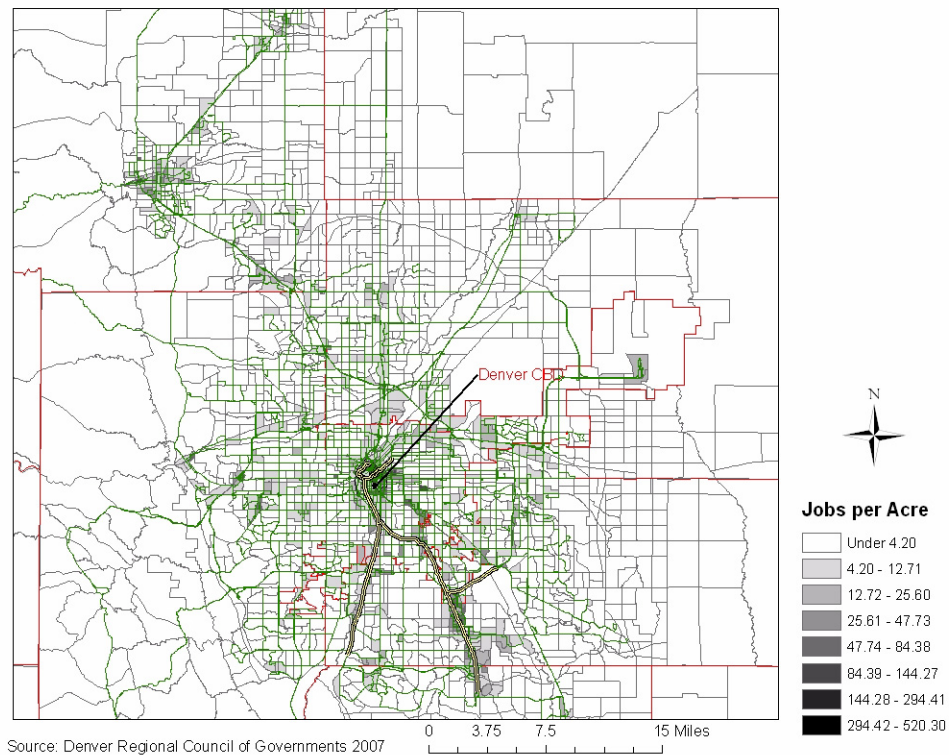 Denver CBD
N
Jobs per Acre
Under 4.20
4.20 - 12.71
12.72 - 25.60
25.61 - 47.73
47.74 - 84.38
84.39 - 144.27
144.28 - 294.41
294.42 - 520.30
0 3.75 7.5 15 Miles
Source: Denver Regional Council of Governments 2007